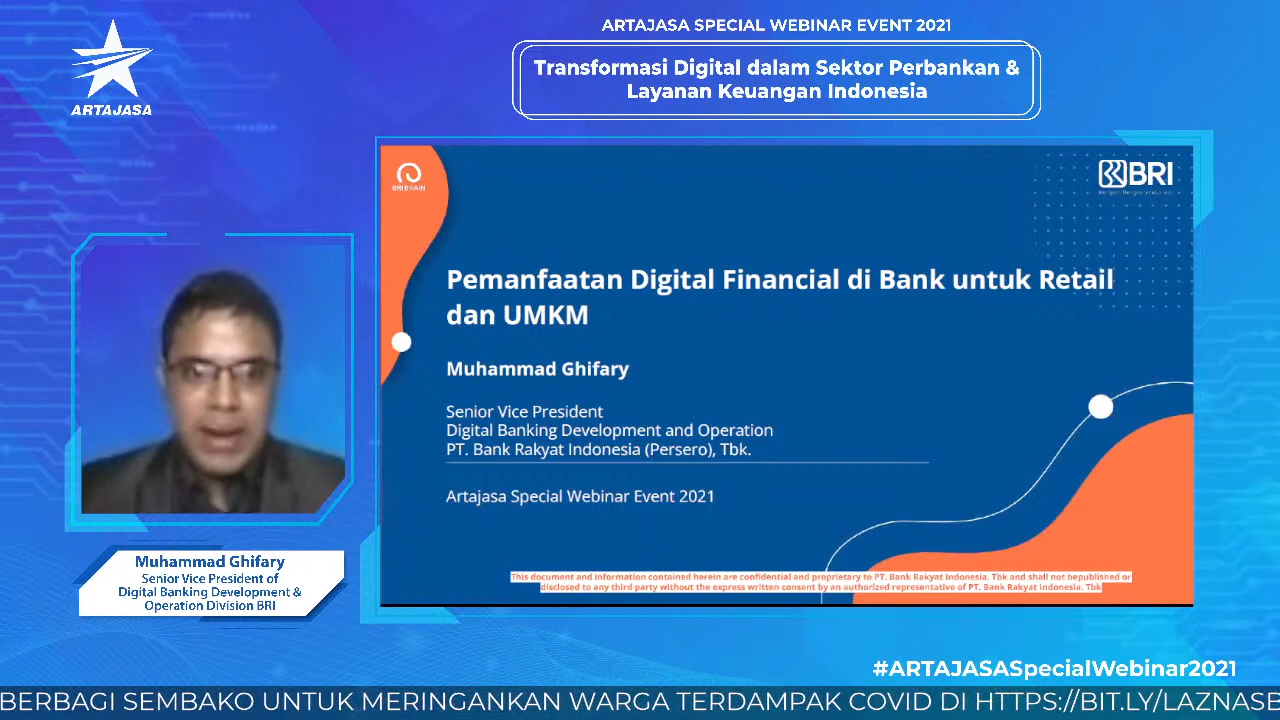 ARTAJASA SPECIAL WEBINAR EVENT 2021
Transformasi Digital dalam Sektor Perbankan &
Layanan Keuangan Indonesia
ARTAJASA
BRIBRAIN
BRI
Pemanfaatan Digital Financial di Bank untuk Retail
dan UMKM
Muhammad Ghifary
Senior Vice President
Digital Banking Development and Operation
PT. Bank Rakyat Indonesia (Persero), Tbk.
Artajasa Special Webinar Event 2021
This document and information contained herein are confidential and proprietary to PT. Bank Rakyat Indonesia. Tbk and shall not bepublished or
disclosed to any third party without the express written consent by an authorized representative of PT. Bank Rakyat Indonesia, Tbk
Muhammad Ghifary
Senior Vice President of
Digital Banking Development &
Operation Division BRI
#ARTAJASASpecialWebinar2021
BERBAGI SEMBAKO UNTUK MERINGANKAN WARGA TERDAMPAK COVID DI HTTPS://BIT.LY/LAZNASB